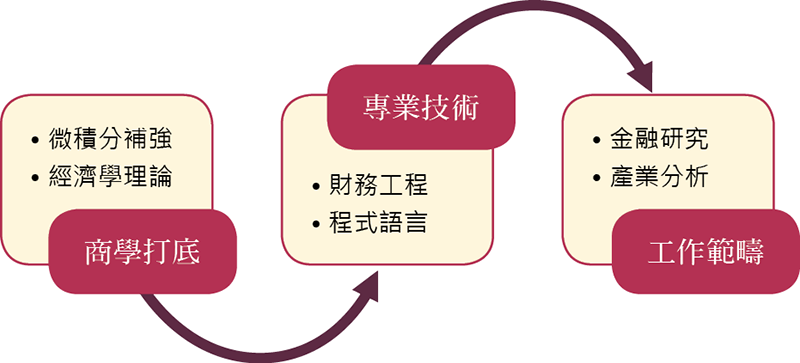 • 微積分補強
• 經濟學理論
商學打底
專業技術
• 財務工程
• 程式語言
• 金融研究
• 產業分析
工作範疇